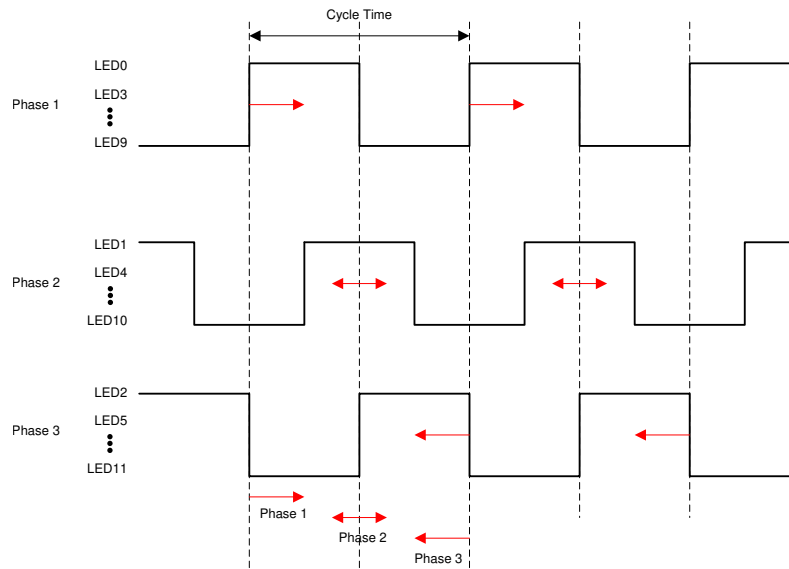 Cycle Time
LED0
Phase 1
LED3
LED9
LED1
Phase 2
LED4
LED10
LED2
Phase 3
LED5
LED11
Phase 1
Phase 2
Phase 3